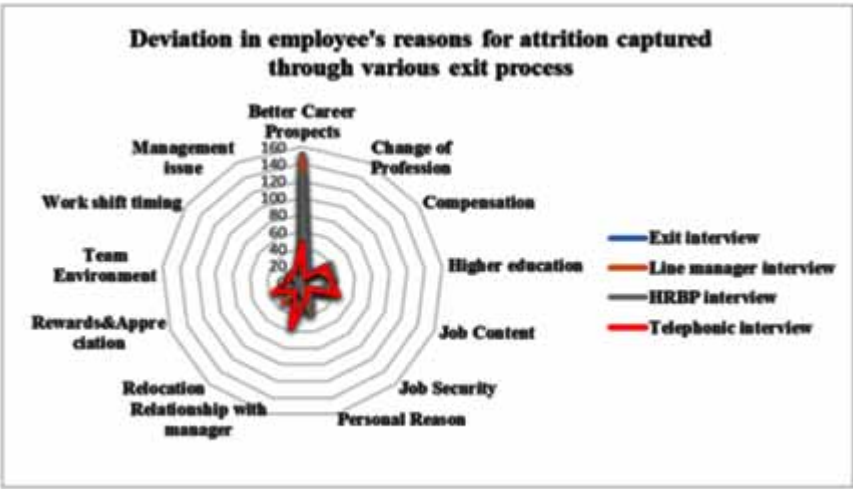 Deviation in employee's reasons for attrition captured
through various exit process
Better Career
Prospects
Change of
Profession
Compensation
Higher education
Job Content
Job Security
Personal Reason
Relationship with
manager
Relocation
Rewards&Appre
ciation
Team
Environment
Work shift timing
Management
issue
160
140
120
100
80
60
40
20
Exit interview
Line manager interview
HRBP interview
Telephonic interview